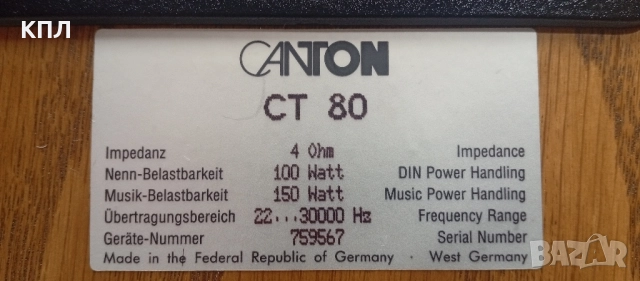 КПЛ
CANTON
CT 80
Impedanz 4 Ohm Impedance
Nenn-Belastbarkeit 100 Watt DIN Power Handling
Musik-Belastbarkeit 150 Watt Music Power Handling
Übertragungsbereich 22...30000 Hz Frequency Range
Geräte-Nummer 759567 Serial Number
Made in the Federal Republic of Germany · West Germany
BAZAR